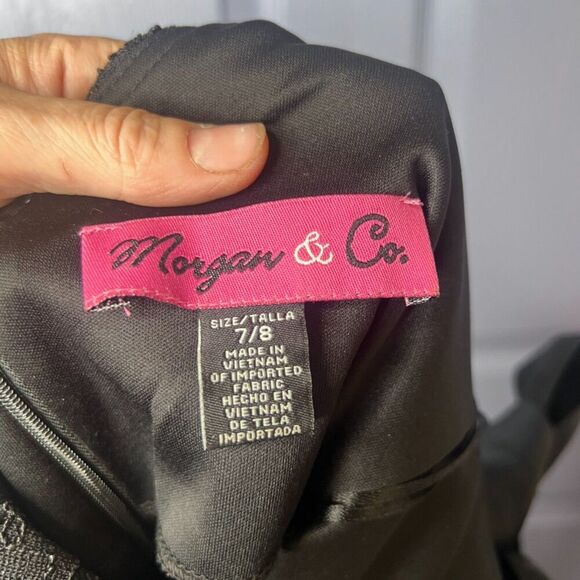 Morgan & Co.
SIZE/TALLA
7/8
MADE IN
VIETNAM
OF IMPORTED
FABRIC
HECHO EN
VIETNAM
DE TELA
IMPORTADA